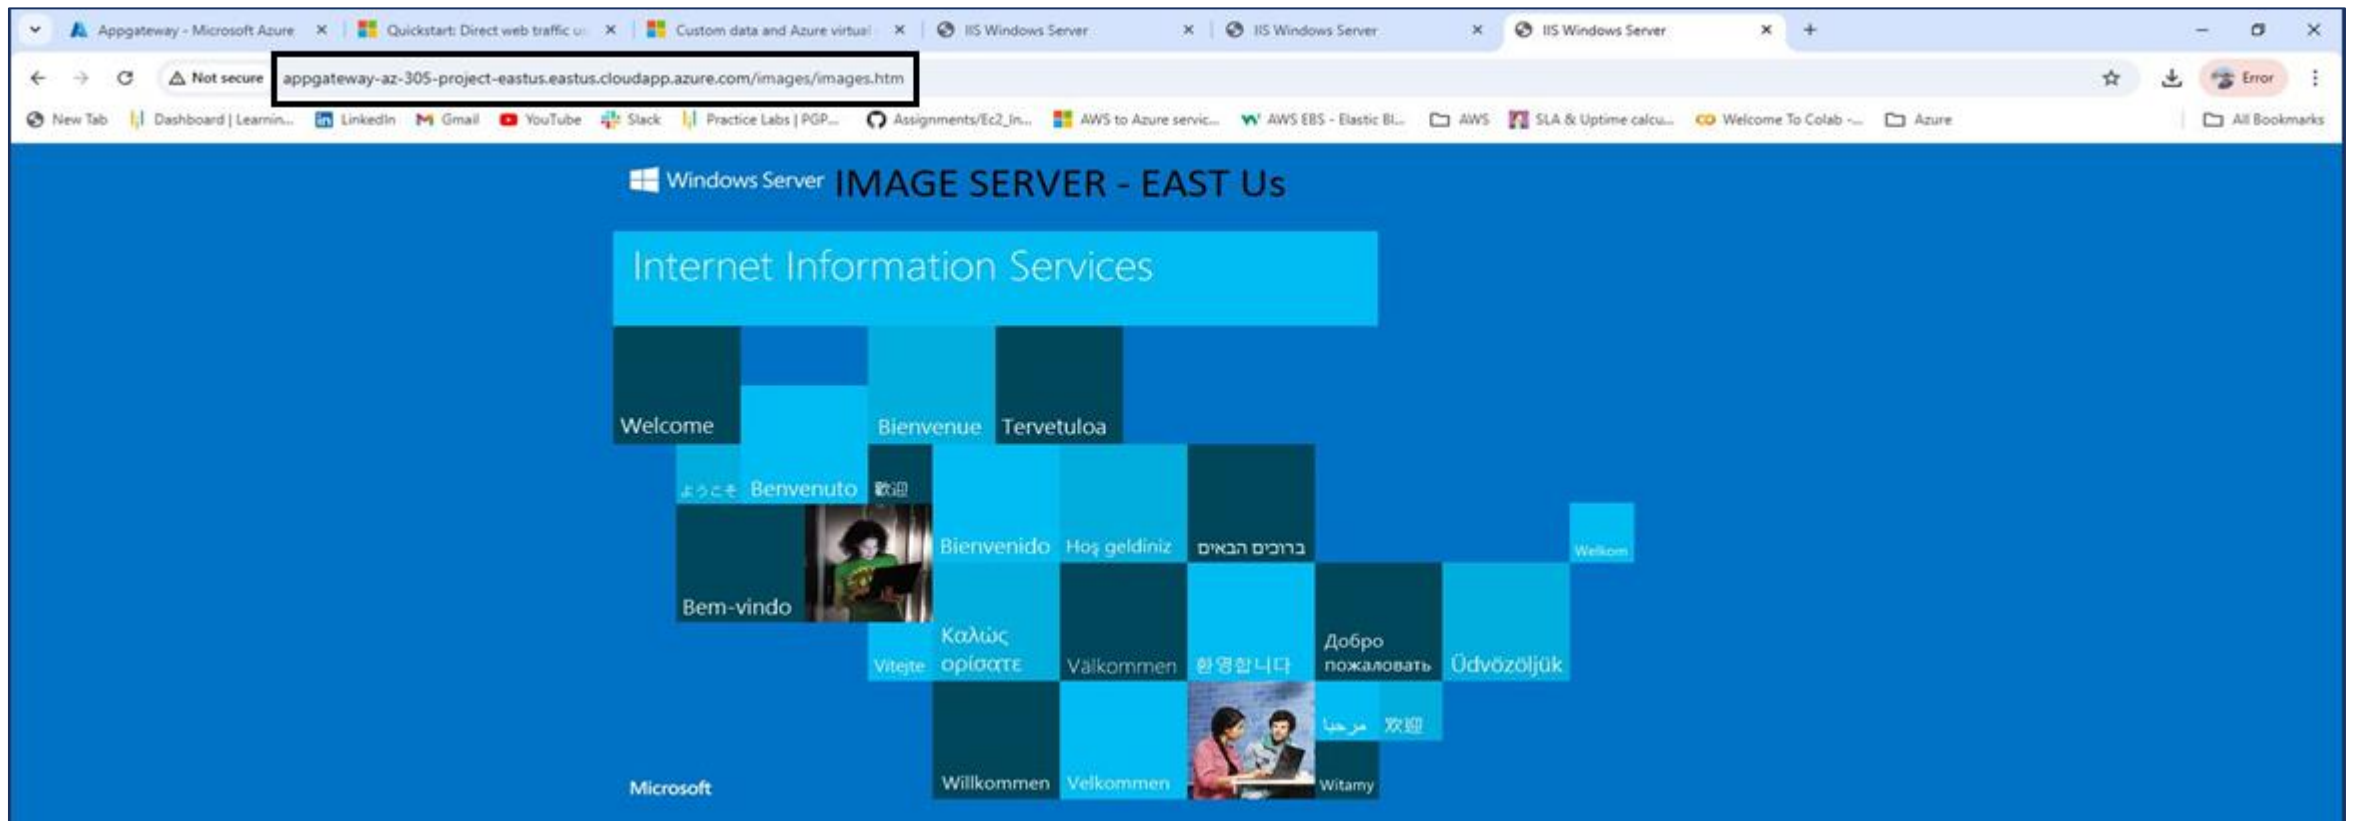 Appgateway - Microsoft Azure
Quickstart: Direct web traffic u
Custom data and Azure virtual
IIS Windows Server
IIS Windows Server
IIS Windows Server
Not secure
appgateway-az-305-project-eastus.eastus.cloudapp.azure.com/images/images.htm
Error
New Tab
Dashboard | Learnin...
LinkedIn
Gmail
YouTube
Slack
Practice Labs | PGP...
Assignments/Ec2_In...
AWS to Azure servic...
AWS EBS - Elastic Bl...
AWS
SLA & Uptime calcu...
Welcome To Colab -...
Azure
All Bookmarks
Windows Server IMAGE SERVER - EAST Us
Internet Information Services
Welcome
Bienvenue
Tervetuloa
ようこそ
Benvenuto
歡迎
Bienvenido
Hoş geldiniz
ברוכים הבאים
Welkom
Bem-vindo
Vítejte
Καλώς
ορίσατε
Välkommen
환영합니다
Добро
пожаловать
Üdvözöljük
مرحبا
欢迎
Microsoft
Willkommen
Velkommen
Witamy